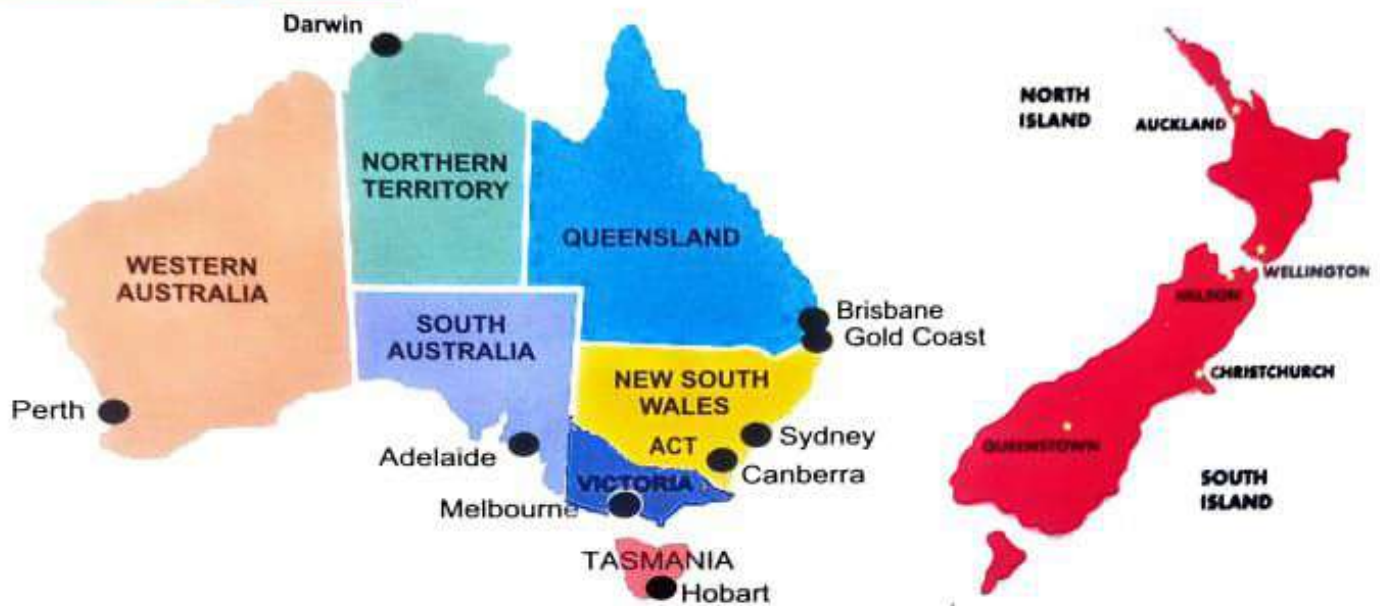 Darwin
NORTHERN
TERRITORY
QUEENSLAND
WESTERN
AUSTRALIA
SOUTH
AUSTRALIA
Brisbane
Gold Coast
NEW SOUTH
WALES
Perth
ACT
Sydney
Adelaide
Canberra
VICTORIA
Melbourne
TASMANIA
Hobart
NORTH
ISLAND
AUCKLAND
WELLINGTON
NELSON
CHRISTCHURCH
QUEENSTOWN
SOUTH
ISLAND